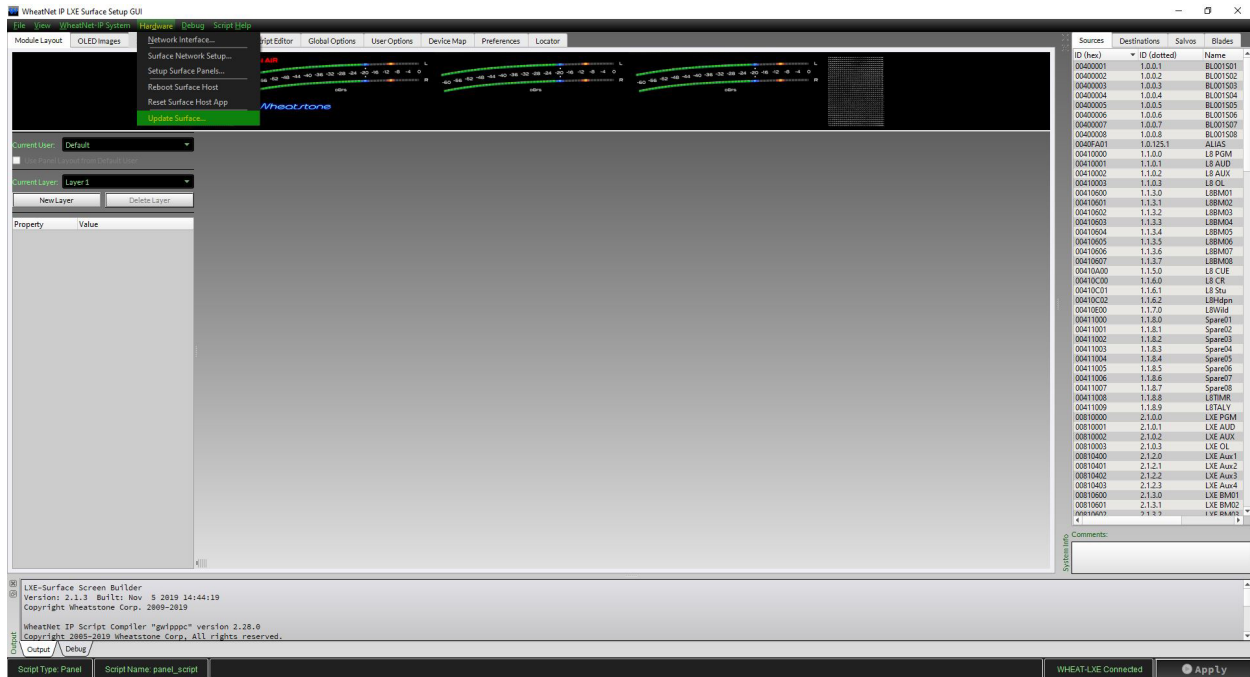 WheatNet IP LXE Surface Setup GUI
File View WheatNet-IP System Hardware Debug Script Help
Module Layout OLED Images ript Editor Global Options User Options Device Map Preferences Locator
Network Interface...
Surface Network Setup...
Setup Surface Panels...
Reboot Surface Host
Reset Surface Host App
Update Surface...
Wheatstone
Current User: Default
Use Panel Layout from Default User
Current Layer: Layer 1
New Layer Delete Layer
Property Value
Sources Destinations Salvos Blades
ID (hex) ID (dotted) Name
00400001 1.0.0.1 BL001S01
00400002 1.0.0.2 BL001S02
00400003 1.0.0.3 BL001S03
00400004 1.0.0.4 BL001S04
00400005 1.0.0.5 BL001S05
00400006 1.0.0.6 BL001S06
00400007 1.0.0.7 BL001S07
00400008 1.0.0.8 BL001S08
0040FA01 1.0.125.1 ALIAS
00410000 1.1.0.0 L8 PGM
00410001 1.1.0.1 L8 AUD
00410002 1.1.0.2 L8 AUX
00410003 1.1.0.3 L8 OL
00410600 1.1.3.0 L8BM01
00410601 1.1.3.1 L8BM02
00410602 1.1.3.2 L8BM03
00410603 1.1.3.3 L8BM04
00410604 1.1.3.4 L8BM05
00410605 1.1.3.5 L8BM06
00410606 1.1.3.6 L8BM07
00410607 1.1.3.7 L8BM08
00410A00 1.1.5.0 L8 CUE
00410C00 1.1.6.0 L8 CR
00410C01 1.1.6.1 L8 Stu
00410C02 1.1.6.2 L8Hdpn
00410E00 1.1.7.0 L8Wild
00411000 1.1.8.0 Spare01
00411001 1.1.8.1 Spare02
00411002 1.1.8.2 Spare03
00411003 1.1.8.3 Spare04
00411004 1.1.8.4 Spare05
00411005 1.1.8.5 Spare06
00411006 1.1.8.6 Spare07
00411007 1.1.8.7 Spare08
00411008 1.1.8.8 L8TIMR
00411009 1.1.8.9 L8TALY
00810000 2.1.0.0 LXE PGM
00810001 2.1.0.1 LXE AUD
00810002 2.1.0.2 LXE AUX
00810003 2.1.0.3 LXE OL
00810400 2.1.2.0 LXE Aux1
00810401 2.1.2.1 LXE Aux2
00810402 2.1.2.2 LXE Aux3
00810403 2.1.2.3 LXE Aux4
00810600 2.1.3.0 LXE BM01
00810601 2.1.3.1 LXE BM02
00810602 2.1.3.2 LXE BM03
Comments:
System Info
LXE-Surface Screen Builder
Version: 2.1.3 Built: Nov 5 2019 14:44:19
Copyright Wheatstone Corp. 2009-2019
WheatNet IP Script Compiler "gwipppc" version 2.28.0
Copyright 2005-2019 Wheatstone Corp, All rights reserved.
Output
Output Debug
Script Type: Panel Script Name: panel_script WHEAT-LXE Connected Apply